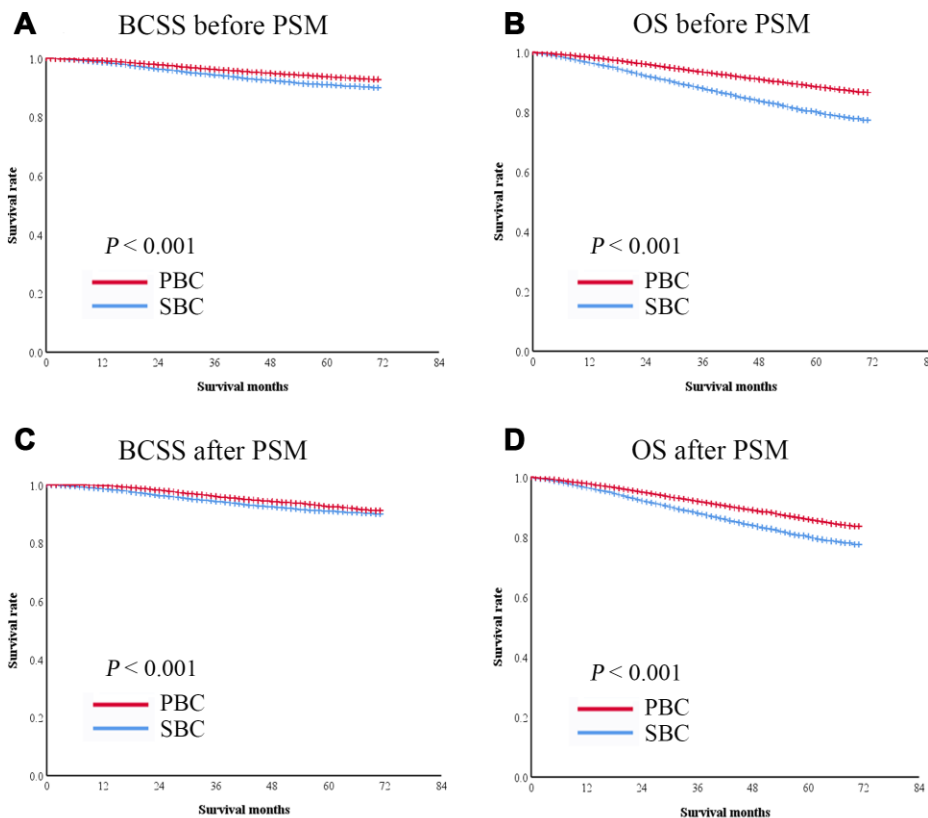 A
BCSS before PSM
1.0
0.8
0.6
0.4
0.2
0.0
Survival rate
P < 0.001
PBC
SBC
0 12 24 36 48 60 72 84
Survival months
B
OS before PSM
1.0
0.8
0.6
0.4
0.2
0.0
Survival rate
P < 0.001
PBC
SBC
0 12 24 36 48 60 72 84
Survival months
C
BCSS after PSM
1.0
0.8
0.6
0.4
0.2
0.0
Survival rate
P < 0.001
PBC
SBC
0 12 24 36 48 60 72 84
Survival months
D
OS after PSM
1.0
0.8
0.6
0.4
0.2
0.0
Survival rate
P < 0.001
PBC
SBC
0 12 24 36 48 60 72 84
Survival months